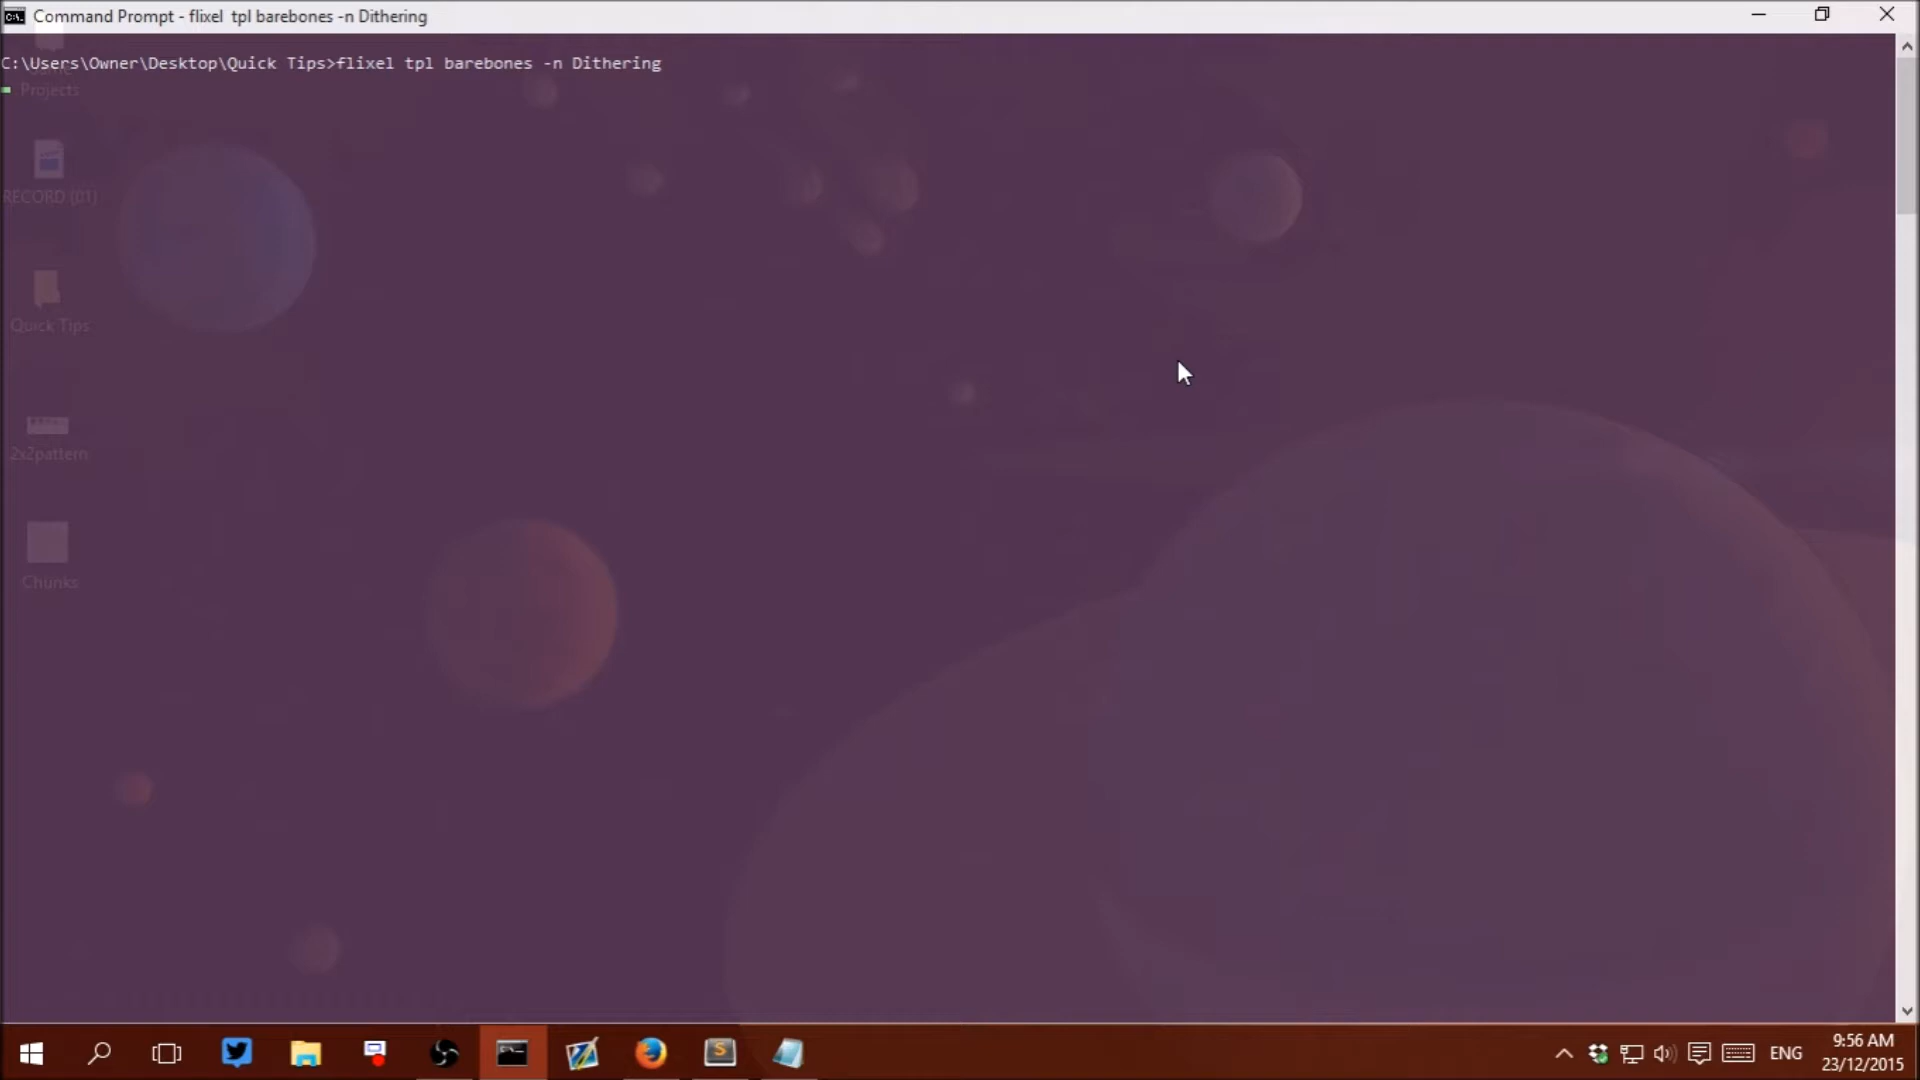 Command Prompt - flixel  tpl barebones -n Dithering
C:\Users\Owner\Desktop\Quick Tips>flixel tpl barebones -n Dithering
Game
Projects
RECORD (01)
Quick Tips
2x2pattern
Chunks
ENG
9:56 AM
23/12/2015